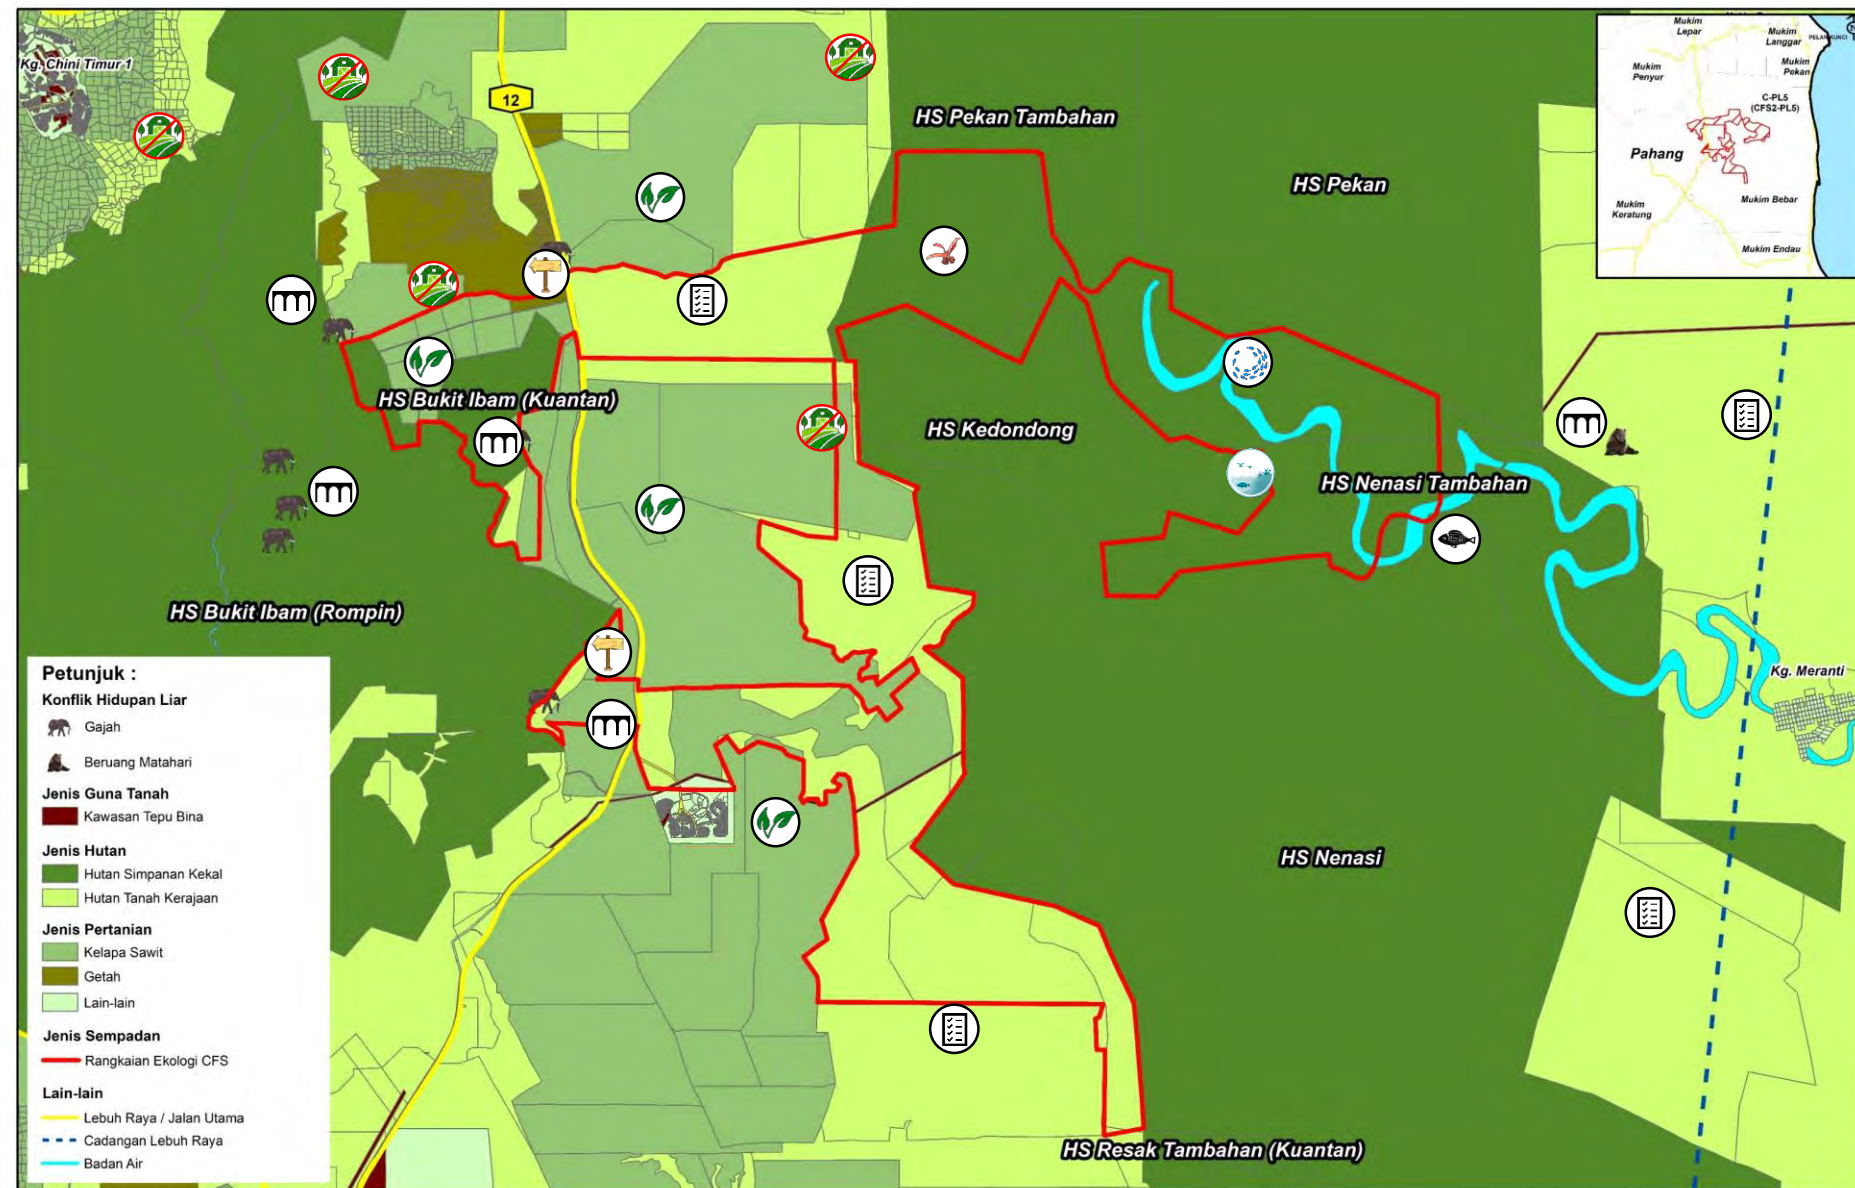 Kg. Chini Timur 1
12
HS Pekan Tambahan
HS Pekan
Mukim
Lepar
Mukim
Langgar
PELAN KUNCI
Mukim
Penyur
Mukim
Pekan
C-PL5
(CFS2-PL5)
Pahang
Mukim
Keratung
Mukim Bebar
Mukim Endau
HS Bukit Ibam (Kuantan)
HS Kedondong
HS Nenasi Tambahan
HS Bukit Ibam (Rompin)
Kg. Meranti
HS Nenasi
HS Resak Tambahan (Kuantan)
Petunjuk :
Konflik Hidupan Liar
Gajah
Beruang Matahari
Jenis Guna Tanah
Kawasan Tepu Bina
Jenis Hutan
Hutan Simpanan Kekal
Hutan Tanah Kerajaan
Jenis Pertanian
Kelapa Sawit
Getah
Lain-lain
Jenis Sempadan
Rangkaian Ekologi CFS
Lain-lain
Lebuh Raya / Jalan Utama
Cadangan Lebuh Raya
Badan Air